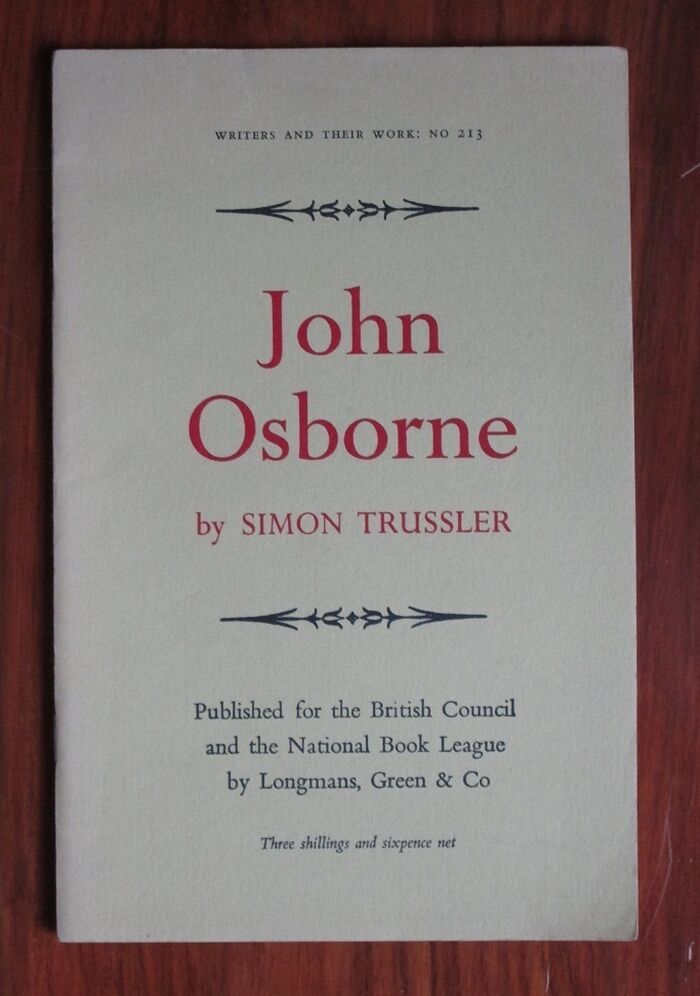 WRITERS AND THEIR WORK: NO 213
John
Osborne
by SIMON TRUSSLER
Published for the British Council
and the National Book League
by Longmans, Green & Co
Three shillings and sixpence net